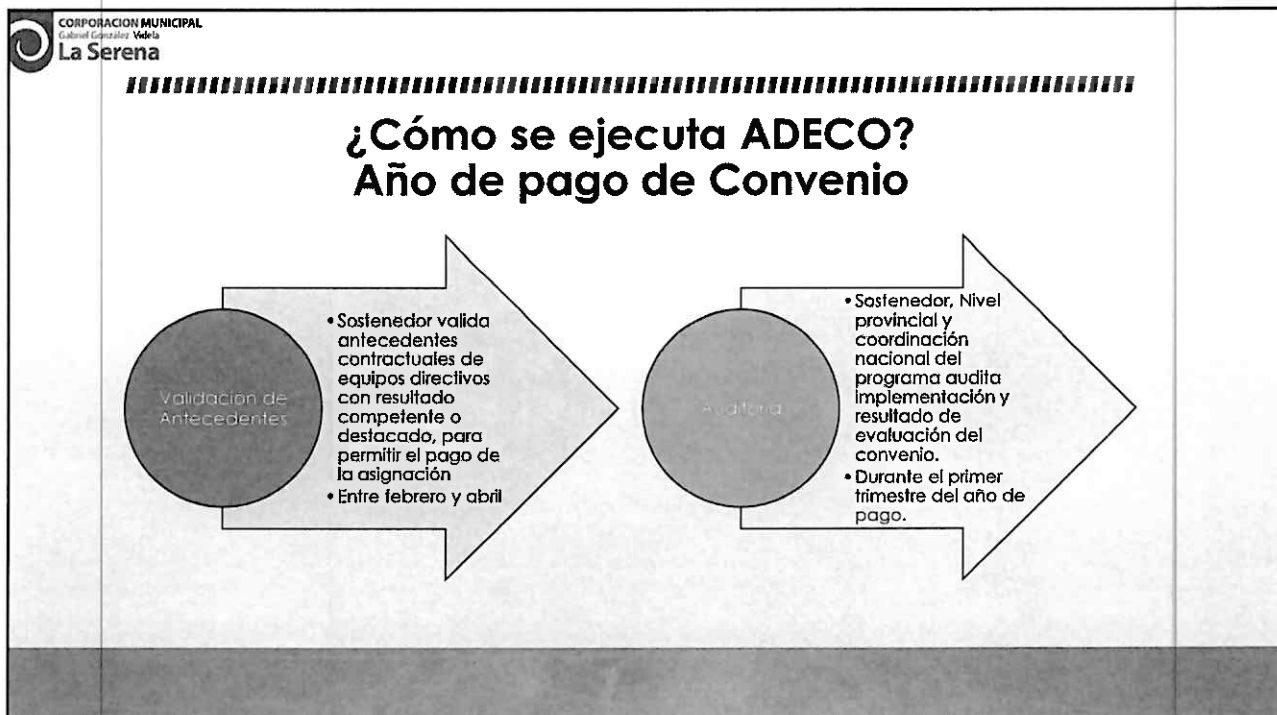 CORPORACION MUNICIPAL
Gabriel González Videla
La Serena
¿Cómo se ejecuta ADECO?
Año de pago de Convenio
Validación de
Antecedentes
• Sostenedor valida
antecedentes
contractuales de
equipos directivos
con resultado
competente o
destacado, para
permitir el pago de
la asignación
• Entre febrero y abril
Auditoria
• Sostenedor, Nivel
provincial y
coordinación
nacional del
programa audita
implementación y
resultado de
evaluación del
convenio.
• Durante el primer
trimestre del año de
pago.